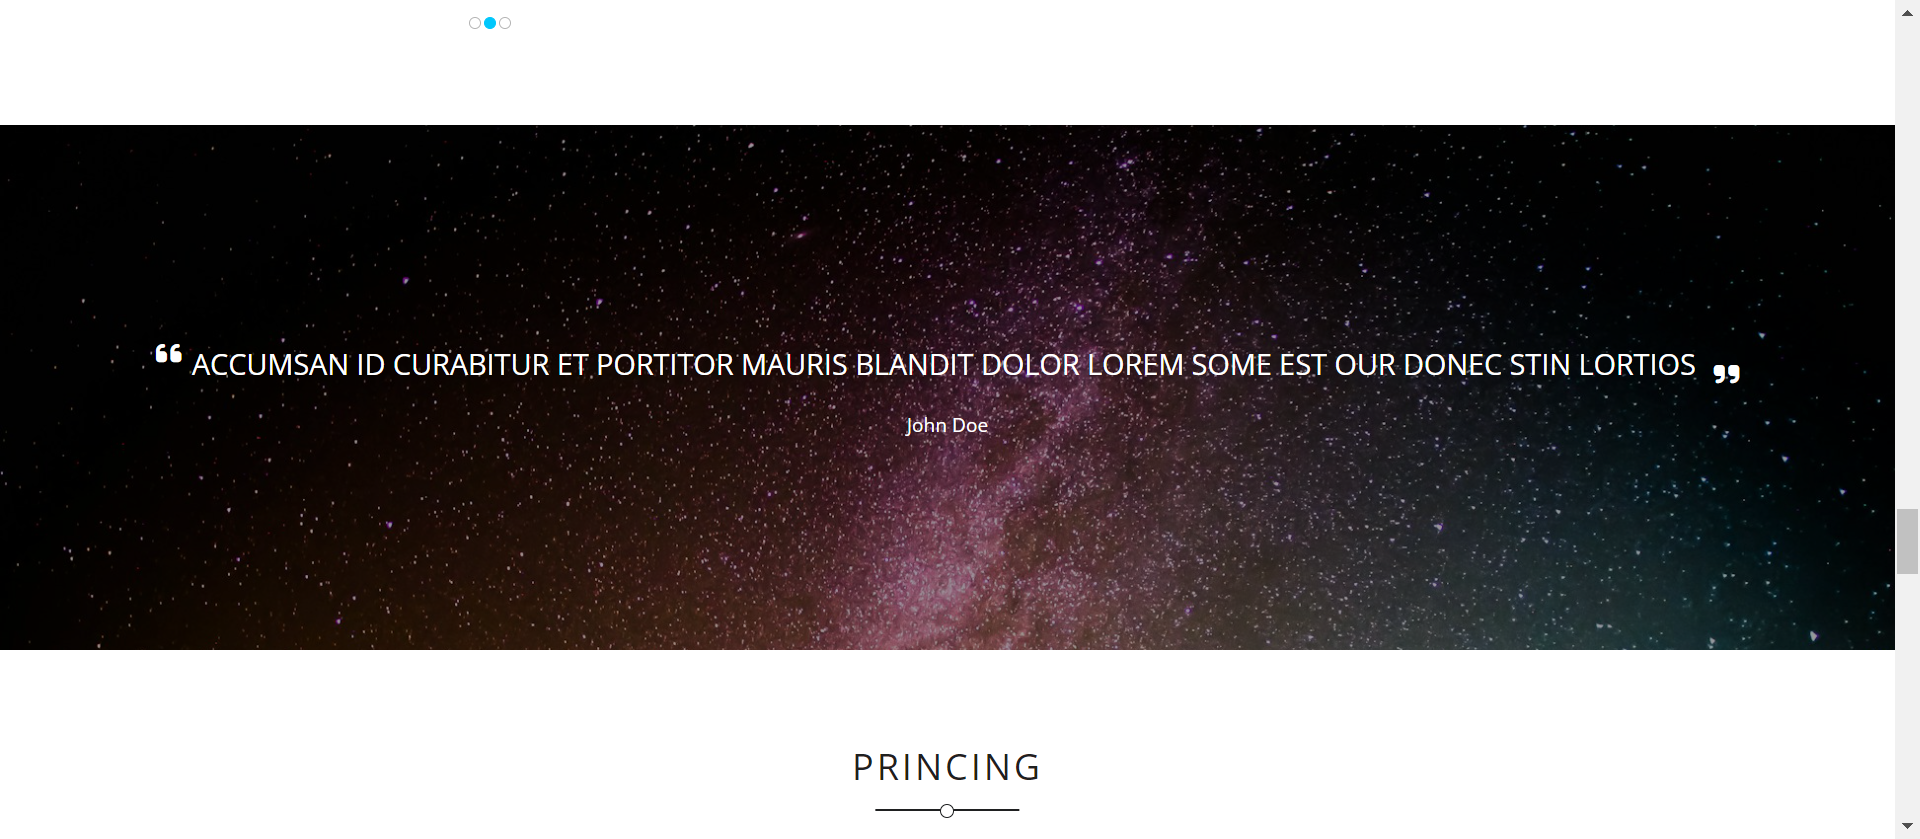 “ ACCUMSAN ID CURABITUR ET PORTITOR MAURIS BLANDIT DOLOR LOREM SOME EST OUR DONEC STIN LORTIOS ”
John Doe
PRINCING